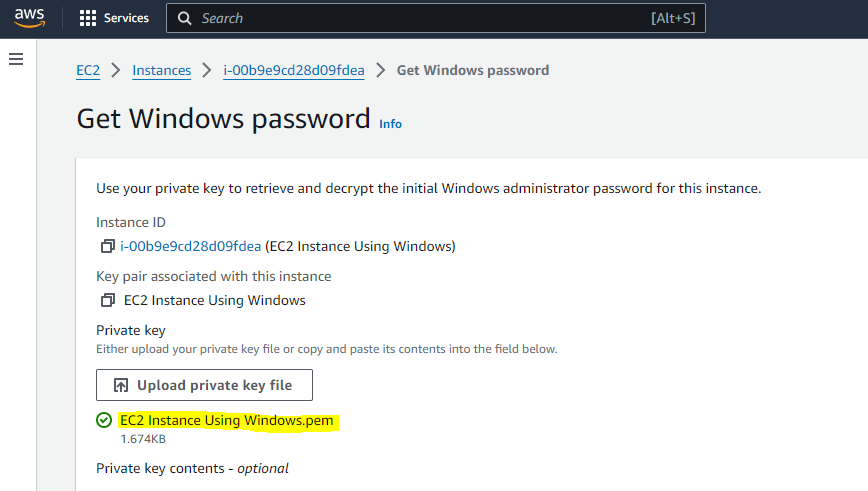 aws Services Search [Alt+S]
EC2 > Instances > i-00b9e9cd28d09fdea > Get Windows password
Get Windows password Info
Use your private key to retrieve and decrypt the initial Windows administrator password for this instance.
Instance ID
i-00b9e9cd28d09fdea (EC2 Instance Using Windows)
Key pair associated with this instance
EC2 Instance Using Windows
Private key
Either upload your private key file or copy and paste its contents into the field below.
Upload private key file
EC2 Instance Using Windows.pem
1.674KB
Private key contents - optional